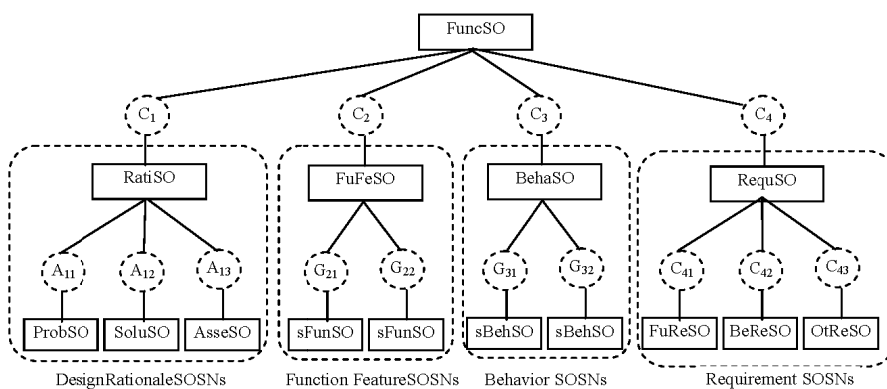 FuncSO
C1 C2 C3 C4
RatiSO FuFeSO BehaSO RequSO
A11 A12 A13 G21 G22 G31 G32 C41 C42 C43
ProbSO SoluSO AsseSO sFunSO sFunSO sBehSO sBehSO FuReSO BeReSO OtReSO
DesignRationaleSOSNs Function FeatureSOSNs Behavior SOSNs Requirement SOSNs